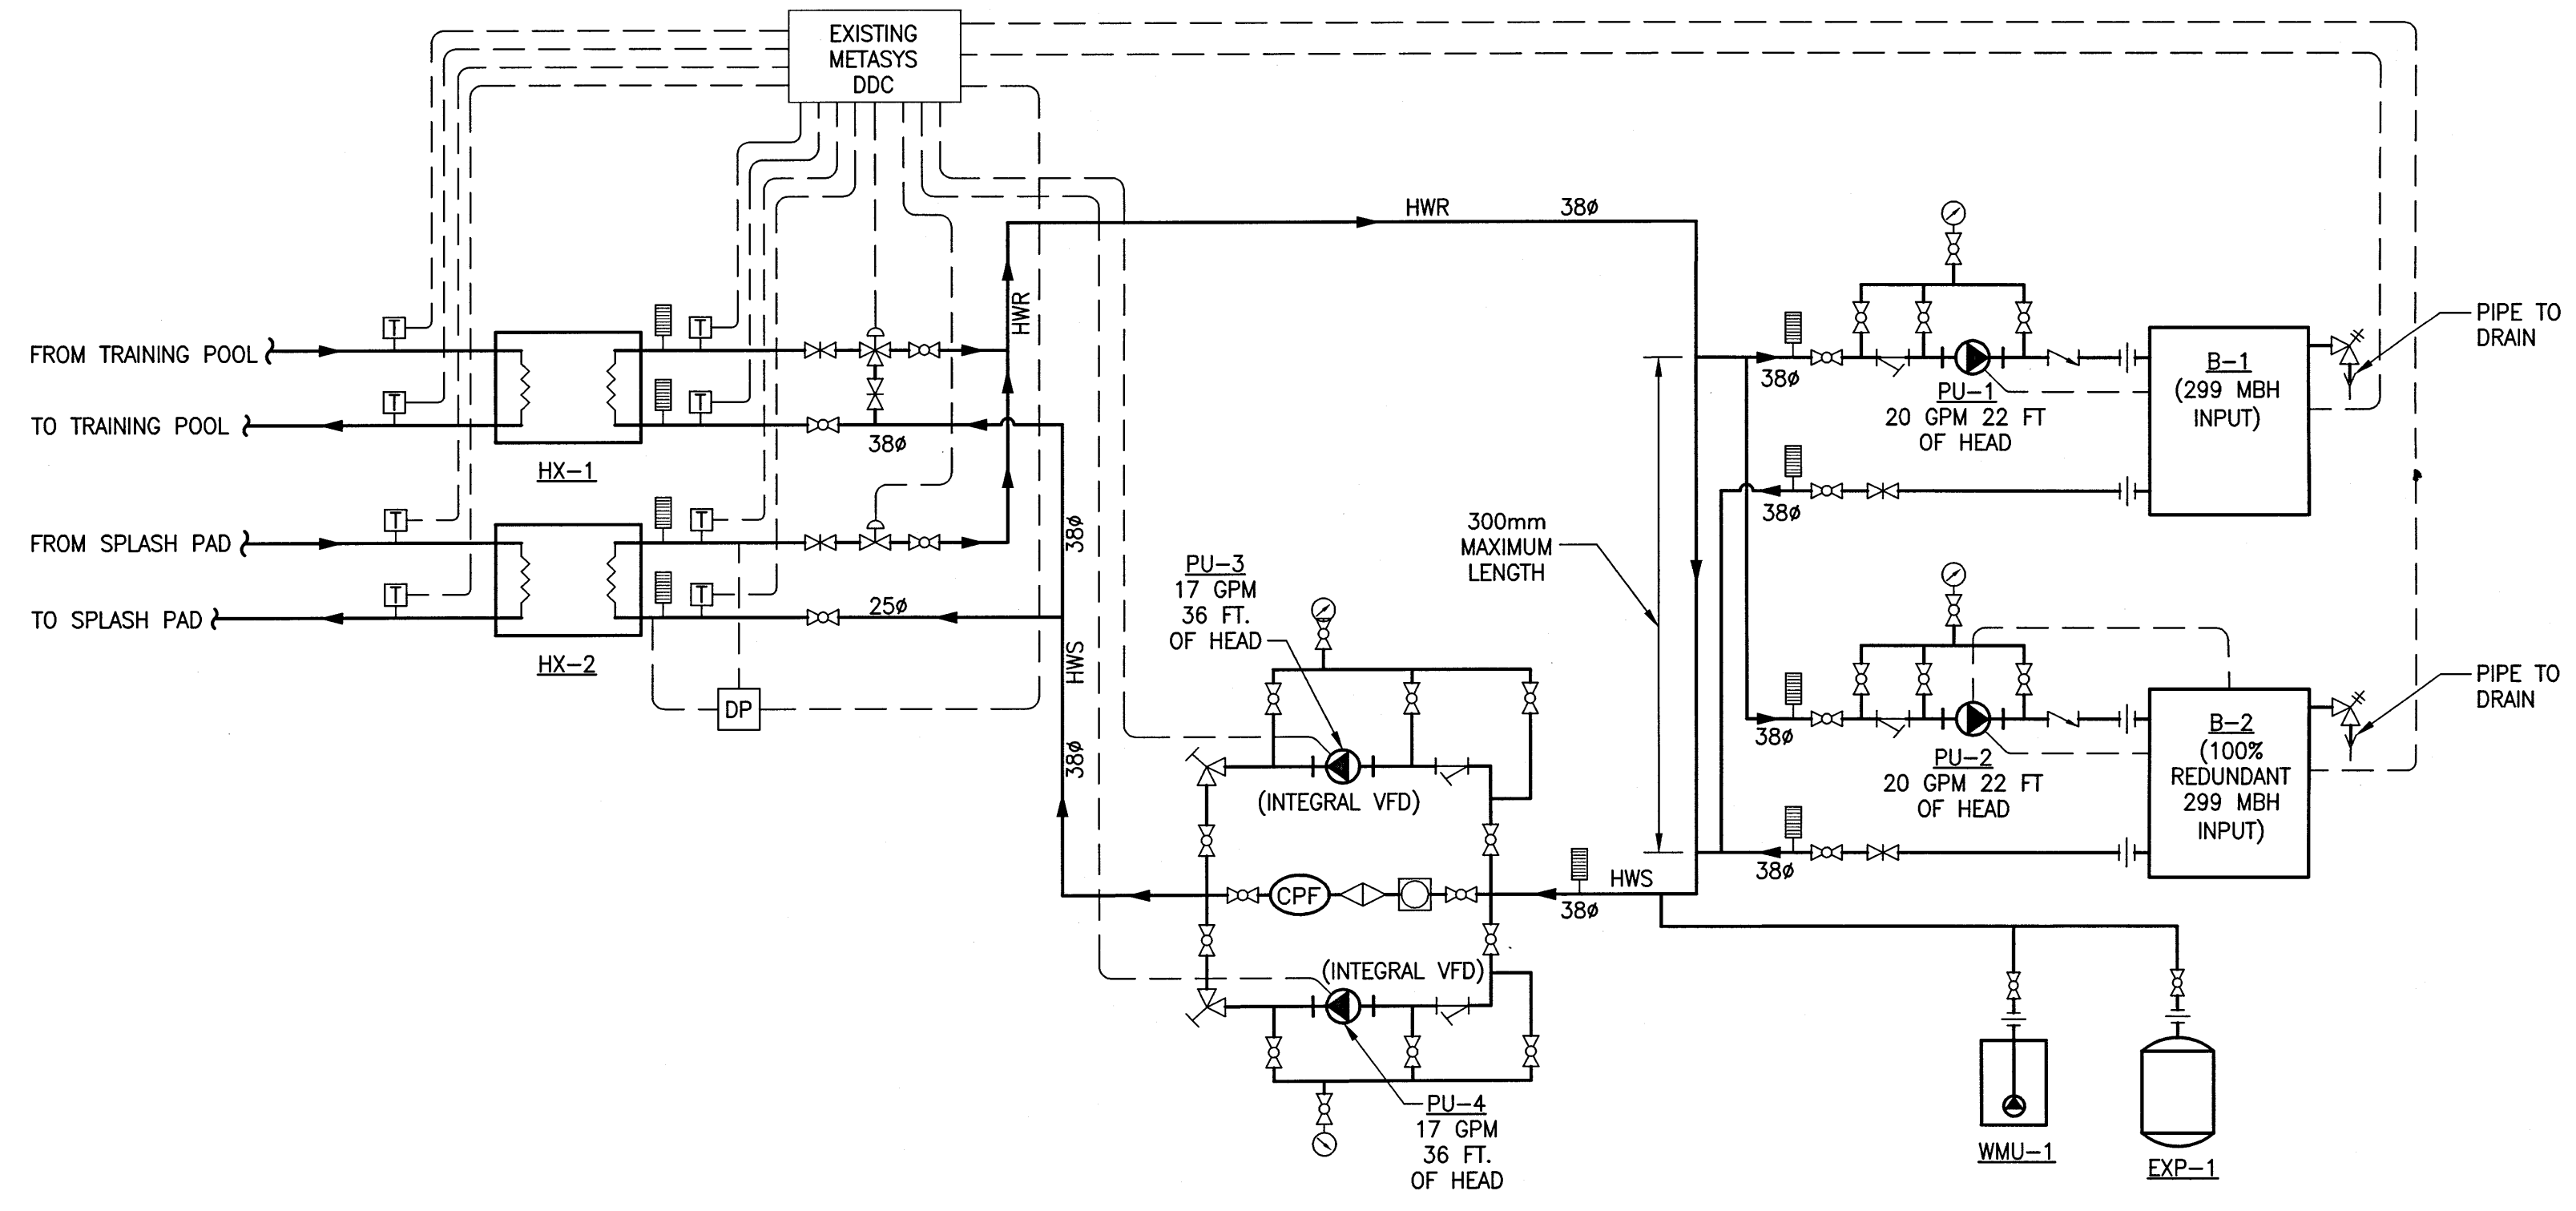 EXISTING
METASYS
DDC
HWR
38ø
HWR
FROM TRAINING POOL
T
T
TO TRAINING POOL
T
T
38ø
HX-1
FROM SPLASH PAD
T
T
TO SPLASH PAD
T
T
25ø
HX-2
DP
38ø
HWS
38ø
PU-3
17 GPM
36 FT.
OF HEAD
(INTEGRAL VFD)
CPF
HWS
38ø
(INTEGRAL VFD)
PU-4
17 GPM
36 FT.
OF HEAD
300mm
MAXIMUM
LENGTH
38ø
PU-1
20 GPM 22 FT
OF HEAD
38ø
B-1
(299 MBH
INPUT)
PIPE TO
DRAIN
38ø
PU-2
20 GPM 22 FT
OF HEAD
38ø
B-2
(100%
REDUNDANT
299 MBH
INPUT)
PIPE TO
DRAIN
WMU-1
EXP-1